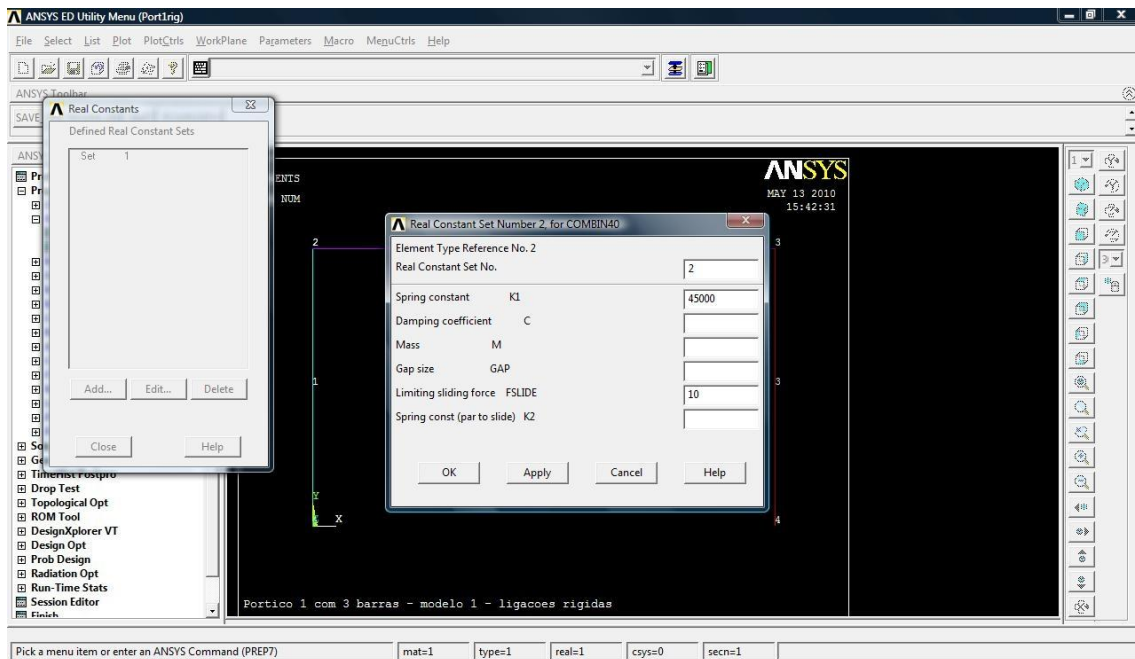 ANSYS ED Utility Menu (Port1rig)
File Select List Plot PlotCtrls WorkPlane Parameters Macro MenuCtrls Help
ANSYS Toolbar
SAVE
Real Constants
Defined Real Constant Sets
Set 1
Add... Edit... Delete
Close Help
ANSYS
MAY 13 2010
15:42:31
ENTS
NUM
1
2
3
Real Constant Set Number 2, for COMBIN40
Element Type Reference No. 2
Real Constant Set No. 2
Spring constant K1 45000
Damping coefficient C
Mass M
Gap size GAP
Limiting sliding force FSLIDE 10
Spring const (par to slide) K2
OK Apply Cancel Help
1
3
Y
X
4
TimeHist Postpro
Drop Test
Topological Opt
ROM Tool
DesignXplorer VT
Design Opt
Prob Design
Radiation Opt
Run-Time Stats
Session Editor
Finish
Portico 1 com 3 barras - modelo 1 - ligacoes rigidas
Pick a menu item or enter an ANSYS Command (PREP7) mat=1 type=1 real=1 csys=0 secn=1